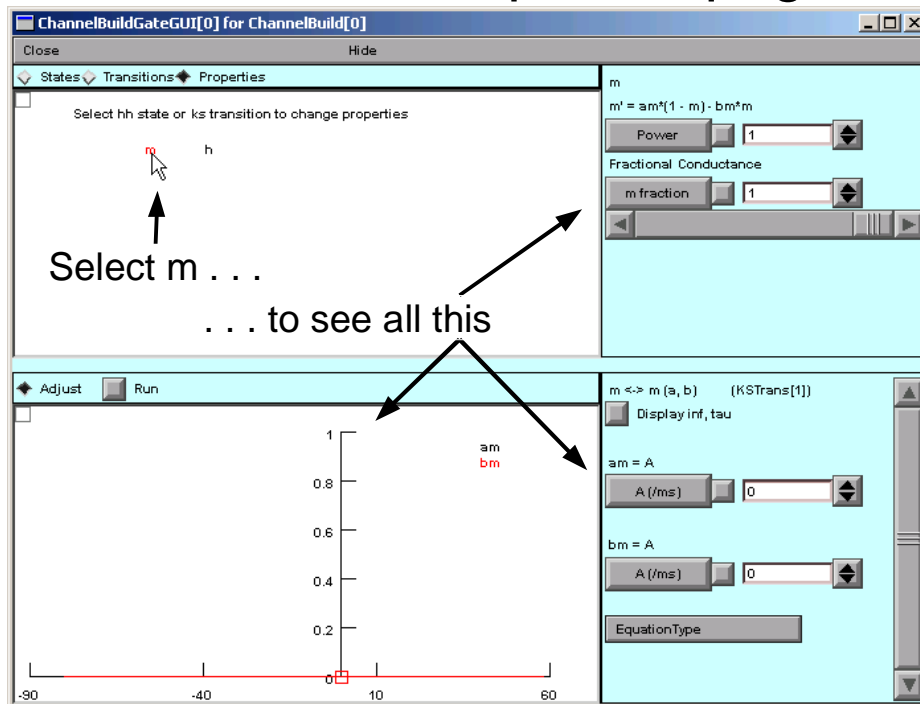 ChannelBuildGateGUI[0] for ChannelBuild[0]
Close Hide
States Transitions Properties
Select hh state or ks transition to change properties
m h
Select m . . .
. . . to see all this
m
m' = am*(1 - m) - bm*m
Power 1
Fractional Conductance
m fraction 1
Adjust Run
1
0.8
0.6
0.4
0.2
0
-90 -40 10 60
am
bm
m <-> m (a, b) (KSTrans[1])
Display inf, tau
am = A
A (/ms) 0
bm = A
A (/ms) 0
EquationType